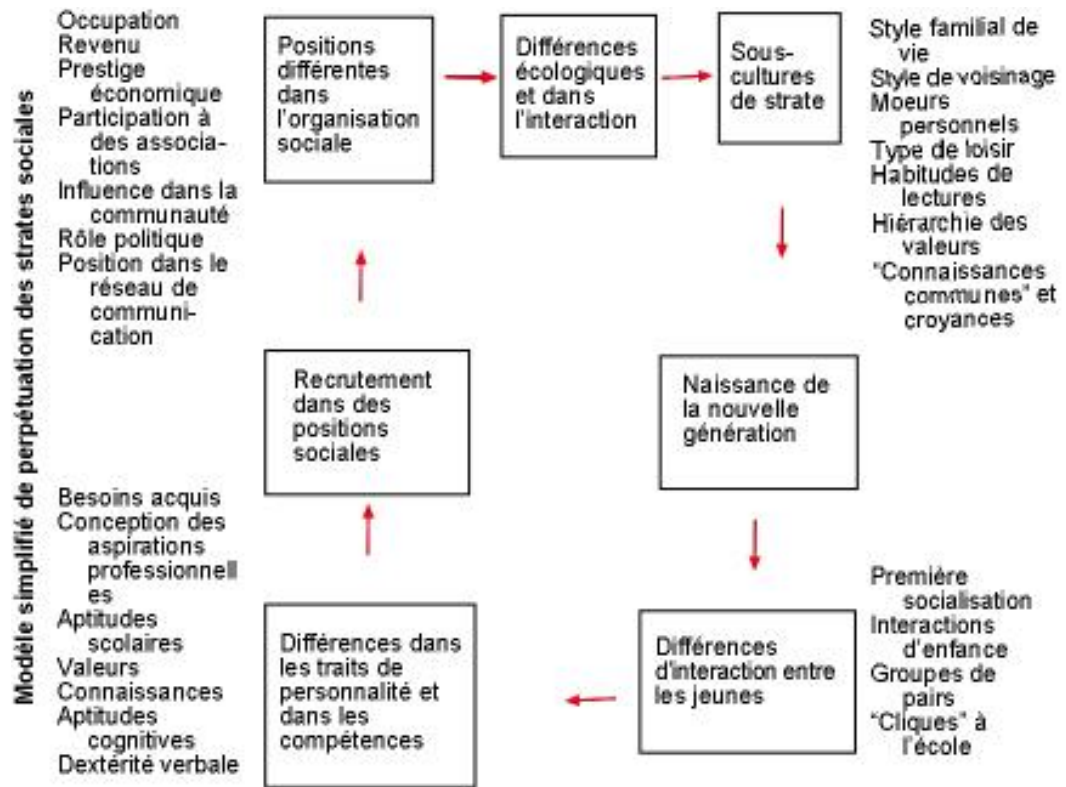 Modèle simplifié de perpétuation des strates sociales
Occupation
Revenu
Prestige
économique
Participation à
des associa-
tions
Influence dans la
communauté
Rôle politique
Position dans le
réseau de
communi-
cation
Positions
différentes
dans
l'organisation
sociale
Différences
écologiques
et dans
l'interaction
Sous-
cultures
de strate
Style familial de
vie
Style de voisinage
Moeurs
personnels
Type de loisir
Habitudes de
lectures
Hiérarchie des
valeurs
"Connaissances
communes" et
croyances
Recrutement
dans des
positions
sociales
Naissance de
la nouvelle
génération
Besoins acquis
Conception des
aspirations
professionnell
es
Aptitudes
scolaires
Valeurs
Connaissances
Aptitudes
cognitives
Dextérité verbale
Différences dans
les traits de
personnalité et
dans les
compétences
Différences
d'interaction entre
les jeunes
Première
socialisation
Interactions
d'enfance
Groupes de
pairs
"Cliques" à
l'école